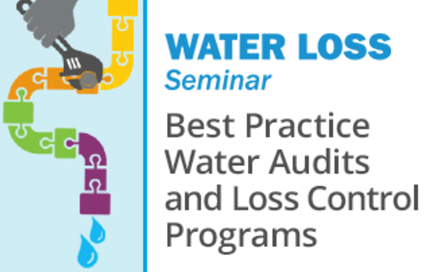 WATER LOSS
Seminar
Best Practice
Water Audits
and Loss Control
Programs